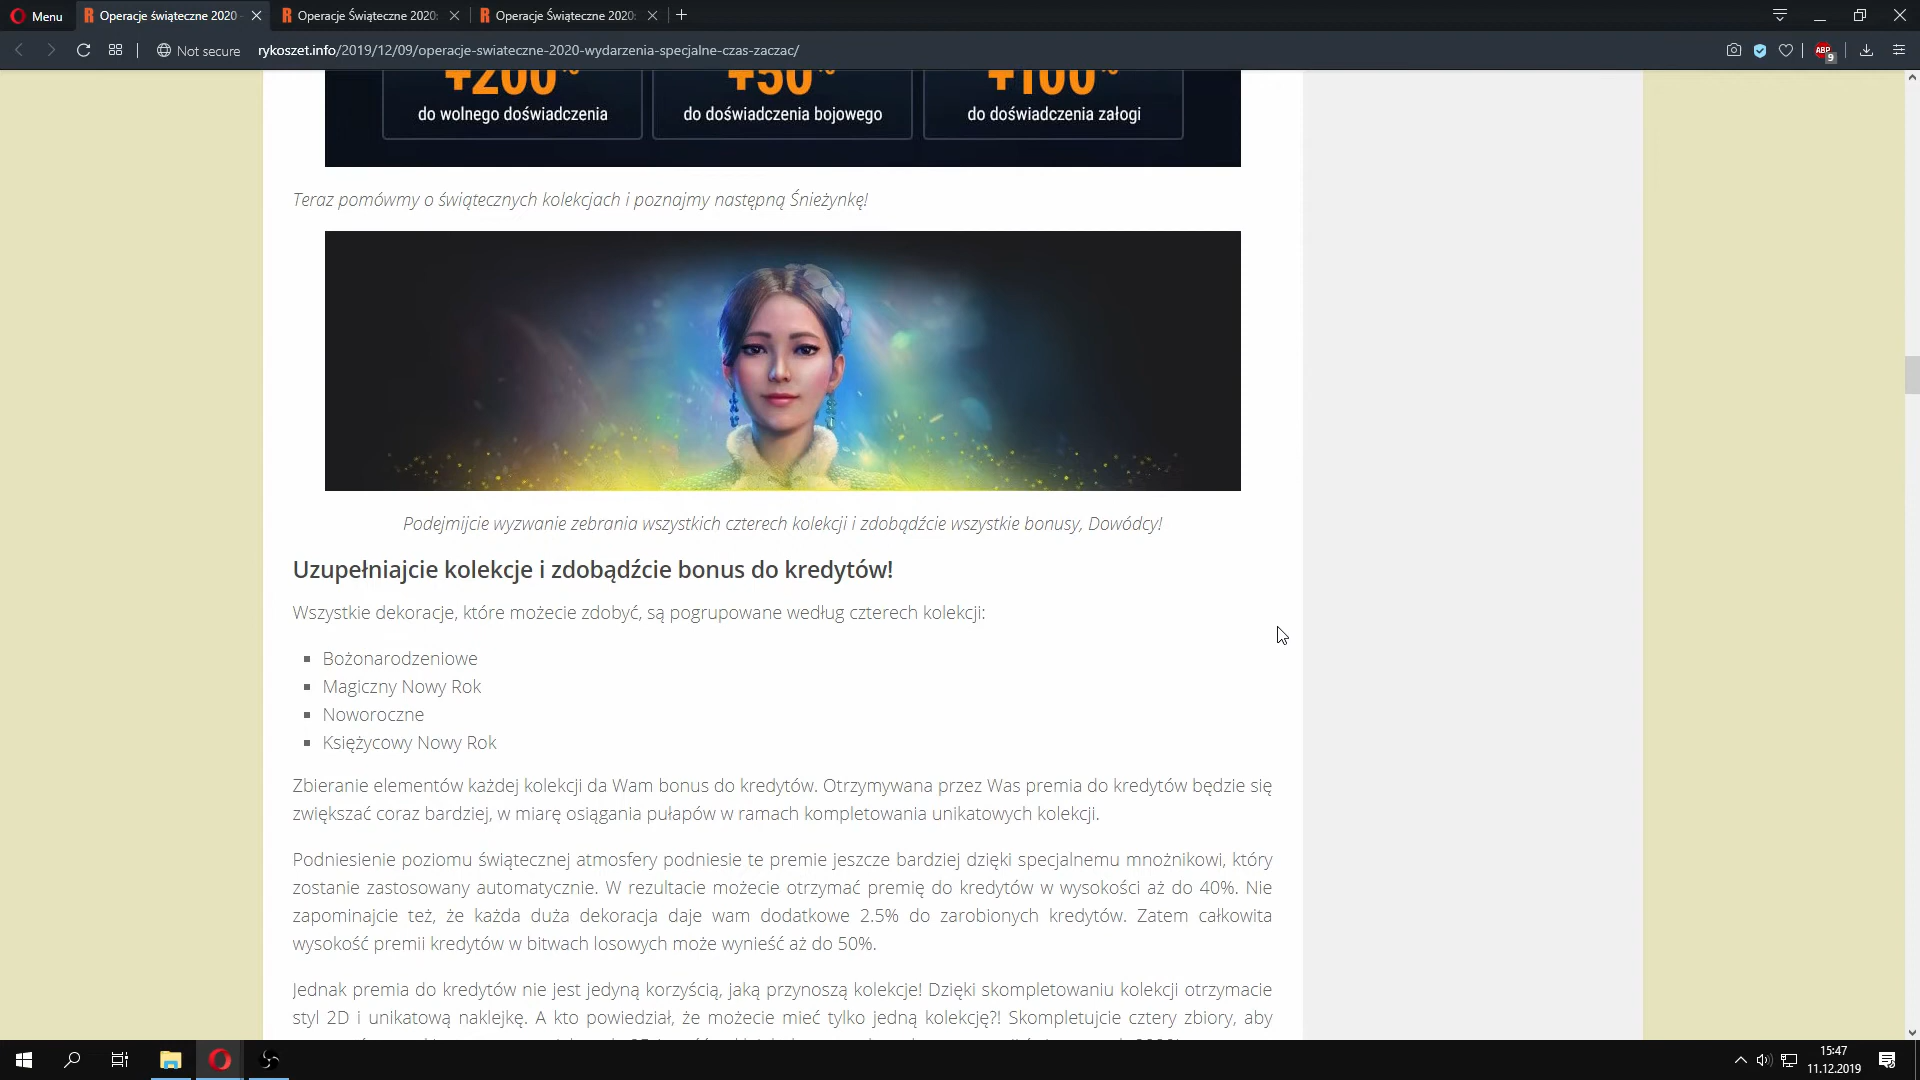 Menu
Operacje świąteczne 2020
Operacje Świąteczne 2020:
Operacje Świąteczne 2020:
Not secure
rykoszet.info/2019/12/09/operacje-swiateczne-2020-wydarzenia-specjalne-czas-zaczac/
ABP
9
+200%
+50%
+100%
do wolnego doświadczenia
do doświadczenia bojowego
do doświadczenia załogi
Teraz pomówmy o świątecznych kolekcjach i poznajmy następną Śnieżynkę!
Podejmijcie wyzwanie zebrania wszystkich czterech kolekcji i zdobądźcie wszystkie bonusy, Dowódcy!
Uzupełniajcie kolekcje i zdobądźcie bonus do kredytów!
Wszystkie dekoracje, które możecie zdobyć, są pogrupowane według czterech kolekcji:
Bożonarodzeniowe
Magiczny Nowy Rok
Noworoczne
Księżycowy Nowy Rok
Zbieranie elementów każdej kolekcji da Wam bonus do kredytów. Otrzymywana przez Was premia do kredytów będzie się
zwiększać coraz bardziej, w miarę osiągania pułapów w ramach kompletowania unikatowych kolekcji.
Podniesienie poziomu świątecznej atmosfery podniesie te premie jeszcze bardziej dzięki specjalnemu mnożnikowi, który
zostanie zastosowany automatycznie. W rezultacie możecie otrzymać premię do kredytów w wysokości aż do 40%. Nie
zapominajcie też, że każda duża dekoracja daje wam dodatkowe 2.5% do zarobionych kredytów. Zatem całkowita
wysokość premii kredytów w bitwach losowych może wynieść aż do 50%.
Jednak premia do kredytów nie jest jedyną korzyścią, jaką przynoszą kolekcje! Dzięki skompletowaniu kolekcji otrzymacie
styl 2D i unikatową naklejkę. A kto powiedział, że możecie mieć tylko jedną kolekcję?! Skompletujcie cztery zbiory, aby
15:47
11.12.2019